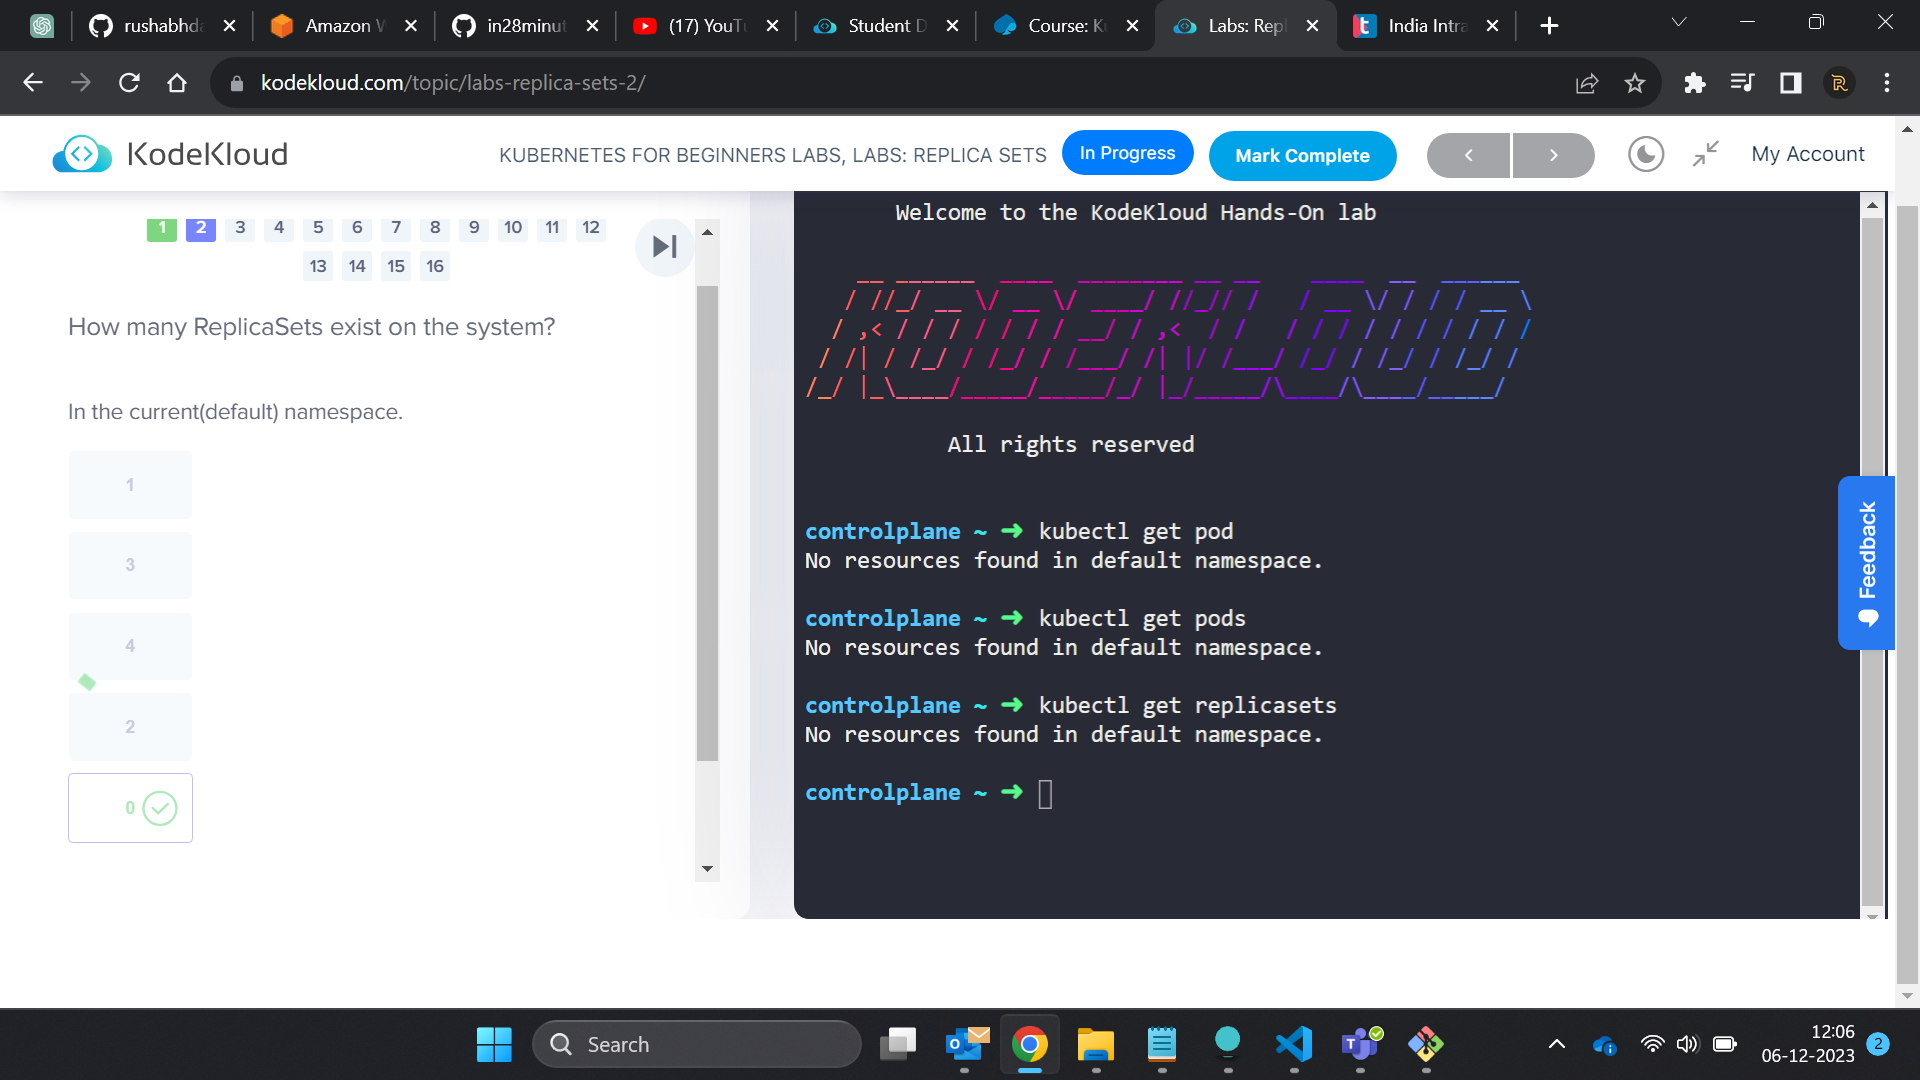 rushabhda
Amazon W
in28minut
(17) YouTu
Student D
Course: Ku
Labs: Repl
India Intra
kodekloud.com/topic/labs-replica-sets-2/
KodeKloud
KUBERNETES FOR BEGINNERS LABS, LABS: REPLICA SETS
In Progress
Mark Complete
My Account
1 2 3 4 5 6 7 8 9 10 11 12
13 14 15 16
How many ReplicaSets exist on the system?
In the current(default) namespace.
1
3
4
2
0
Welcome to the KodeKloud Hands-On lab
KODEKLOUD
All rights reserved
controlplane ~ ➜ kubectl get pod
No resources found in default namespace.
controlplane ~ ➜ kubectl get pods
No resources found in default namespace.
controlplane ~ ➜ kubectl get replicasets
No resources found in default namespace.
controlplane ~ ➜
Feedback
Search
12:06
06-12-2023
2